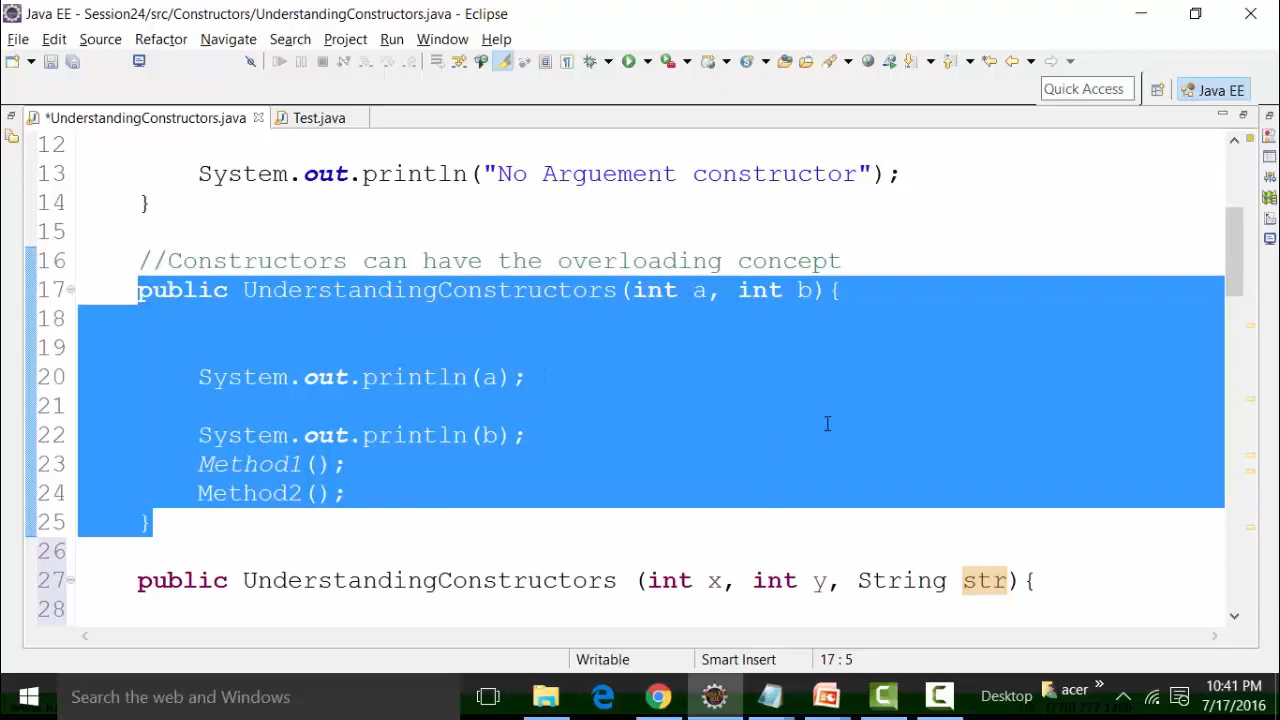 Java EE - Session24/src/Constructors/UnderstandingConstructors.java - Eclipse
File Edit Source Refactor Navigate Search Project Run Window Help
Quick Access
Java EE
*UnderstandingConstructors.java
Test.java
12
13 System.out.println("No Arguement constructor");
14 }
15
16 //Constructors can have the overloading concept
17 public UnderstandingConstructors(int a, int b){
18
19
20 System.out.println(a);
21
22 System.out.println(b);
23 Method1();
24 Method2();
25 }
26
27 public UnderstandingConstructors (int x, int y, String str){
28
Writable Smart Insert 17 : 5
Search the web and Windows
Desktop
acer
10:41 PM
7/17/2016